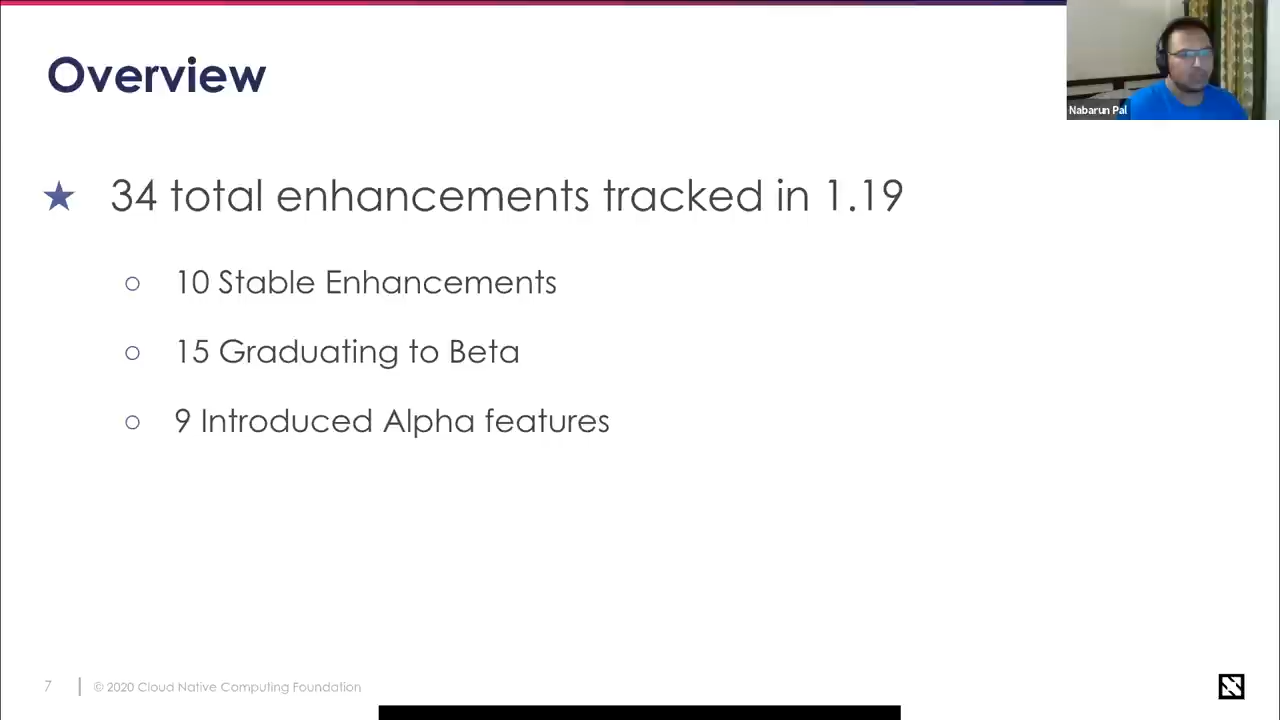 Overview
Nabarun Pal
★ 34 total enhancements tracked in 1.19
○ 10 Stable Enhancements
○ 15 Graduating to Beta
○ 9 Introduced Alpha features
7 | © 2020 Cloud Native Computing Foundation